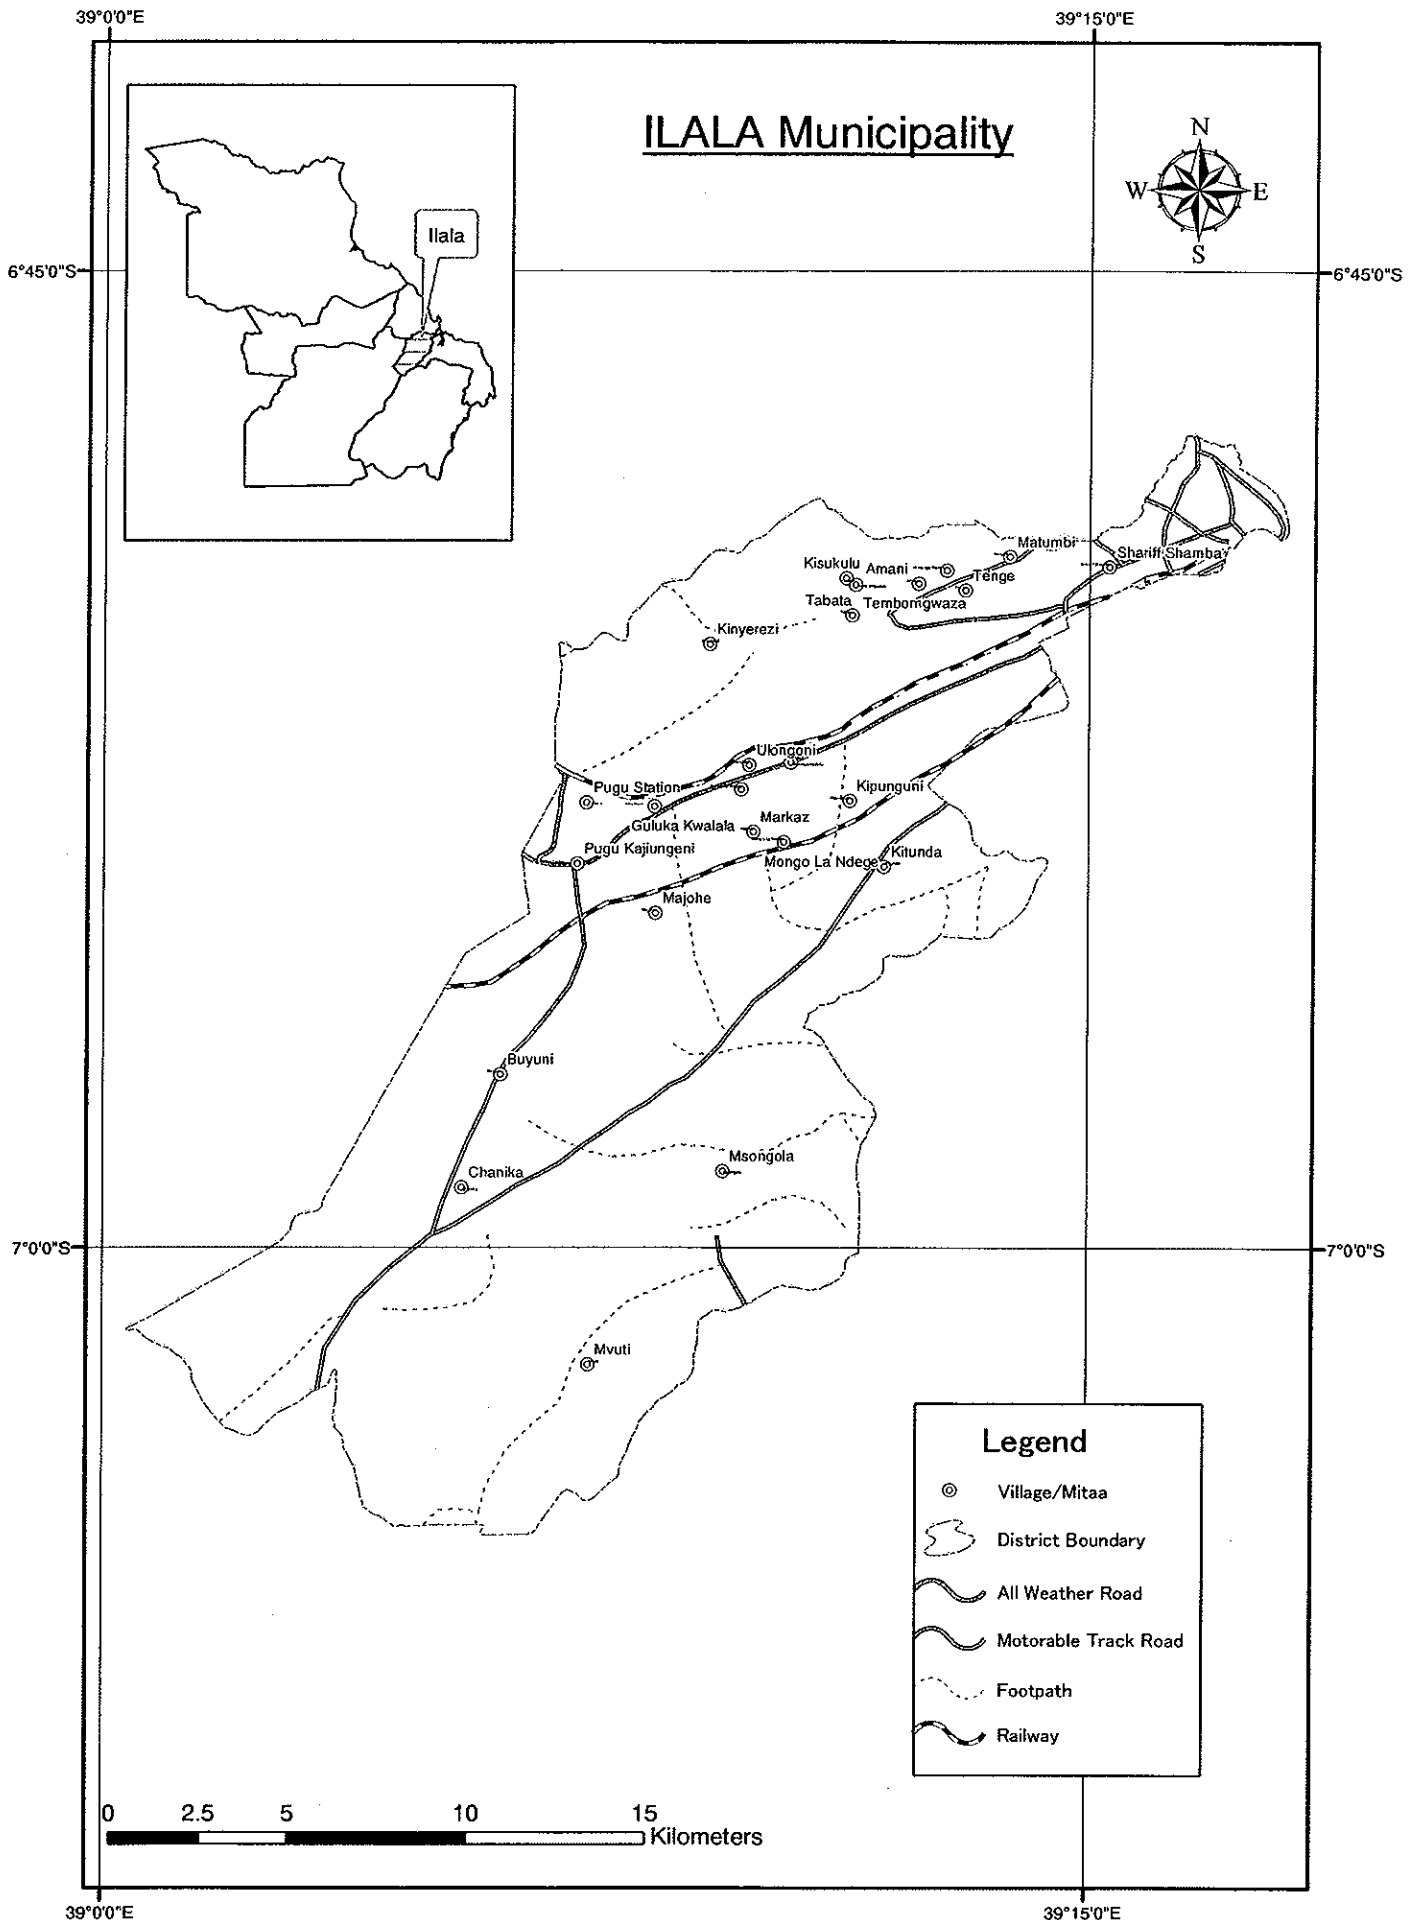 39°0'0"E
39°15'0"E
ILALA Municipality
N
W
E
S
Ilala
6°45'0"S
6°45'0"S
Matumbi
Shariff Shamba
Kisukulu
Amani
Tenge
Tabata
Tembomgwaza
Kinyerezi
Ulongoni
Pugu Station
Kipunguni
Guluka Kwalala
Markaz
Pugu Kajiungeni
Mongo La Ndege
Kitunda
Majohe
Buyuni
Msongola
Chanika
7°0'0"S
7°0'0"S
Mvuti
Legend
Village/Mitaa
District Boundary
All Weather Road
Motorable Track Road
Footpath
Railway
0
2.5
5
10
15
Kilometers
39°0'0"E
39°15'0"E